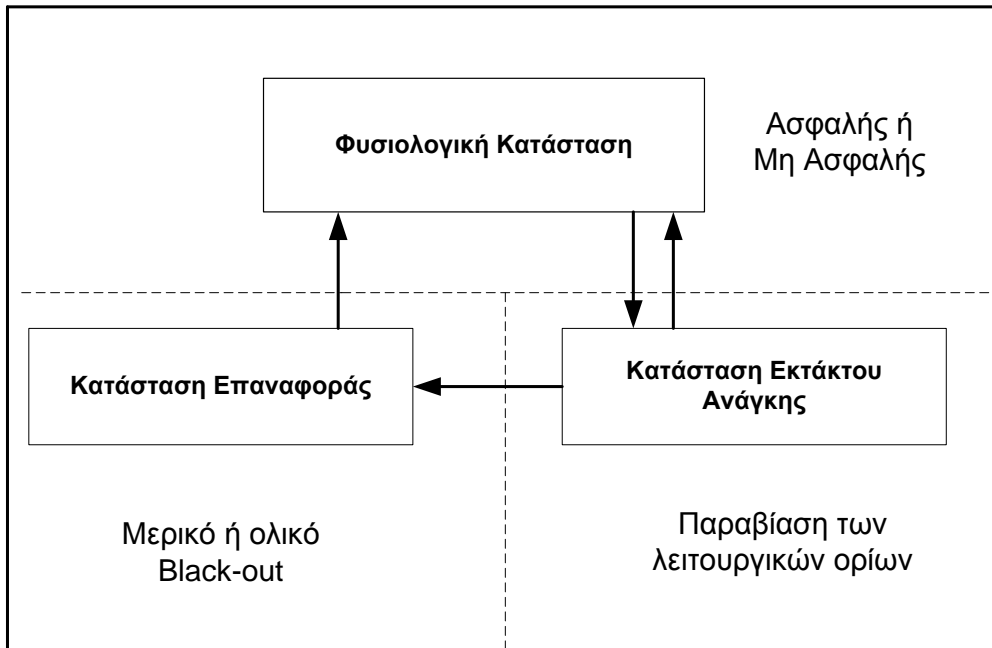 Φυσιολογική Κατάσταση
Ασφαλής ή
Μη Ασφαλής
Κατάσταση Επαναφοράς
Κατάσταση Εκτάκτου
Ανάγκης
Μερικό ή ολικό
Black-out
Παραβίαση των
λειτουργικών ορίων